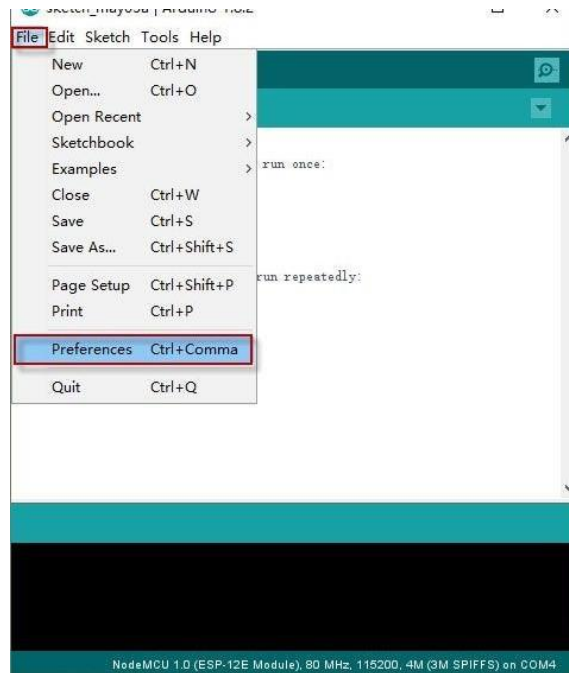 File Edit Sketch Tools Help
New Ctrl+N
Open... Ctrl+O
Open Recent >
Sketchbook >
Examples >
Close Ctrl+W
Save Ctrl+S
Save As... Ctrl+Shift+S
Page Setup Ctrl+Shift+P
Print Ctrl+P
Preferences Ctrl+Comma
Quit Ctrl+Q
run once:
run repeatedly:
NodeMCU 1.0 (ESP-12E Module), 80 MHz, 115200, 4M (3M SPIFFS) on COM4